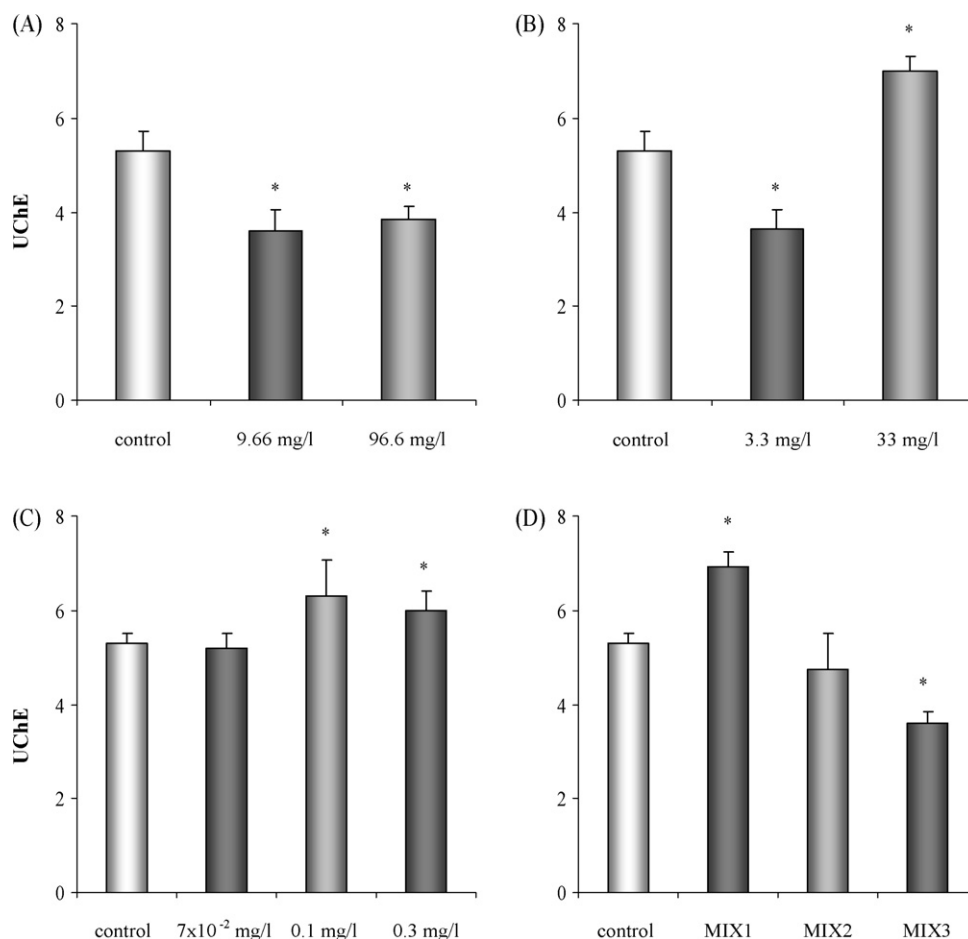 (A)
8
6
4
2
0
UChE
*
*
control
9.66 mg/l
96.6 mg/l
(B)
8
6
4
2
0
*
*
control
3.3 mg/l
33 mg/l
(C)
8
6
4
2
0
UChE
*
*
control
7x10⁻² mg/l
0.1 mg/l
0.3 mg/l
(D)
8
6
4
2
0
*
*
control
MIX1
MIX2
MIX3